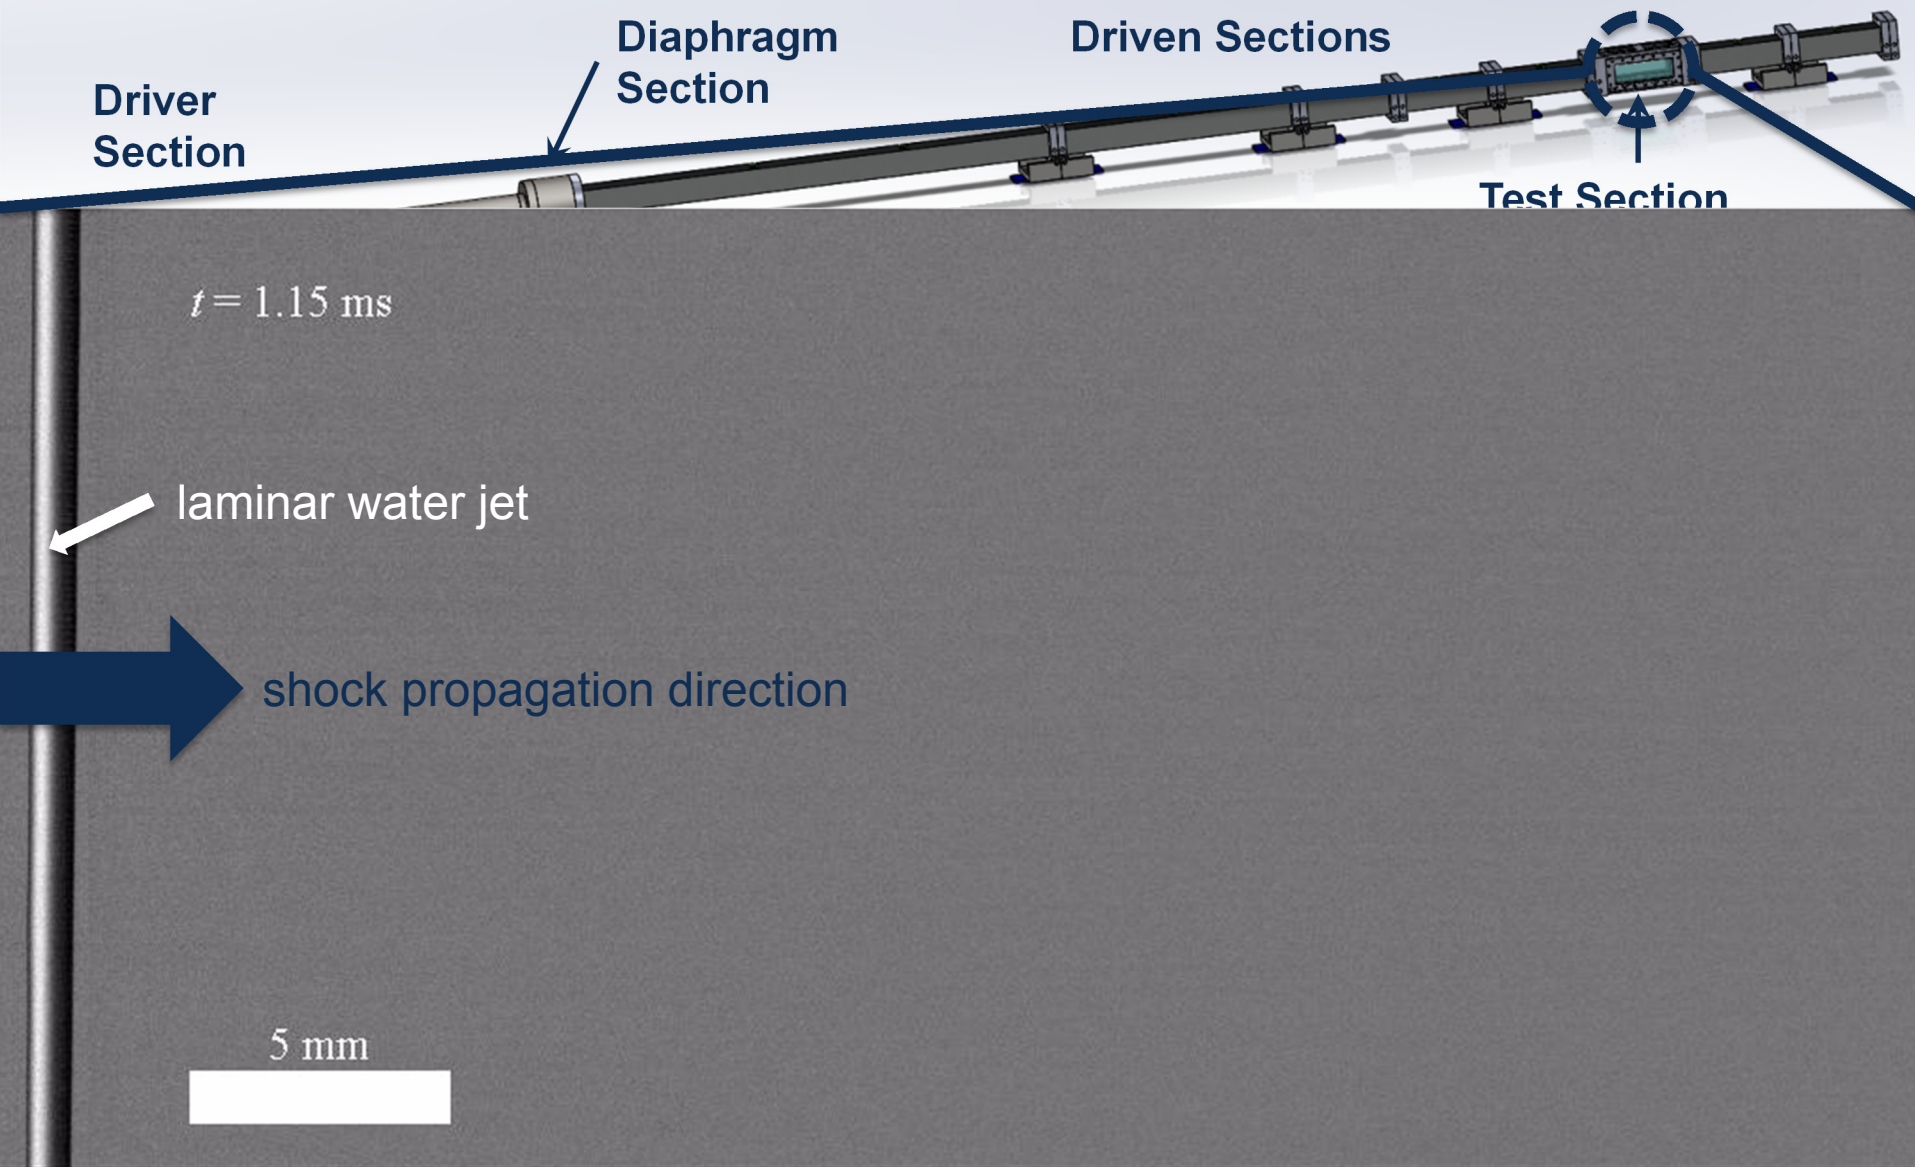 Driver
Section
Diaphragm
Section
Driven Sections
Test Section
t = 1.15 ms
laminar water jet
shock propagation direction
5 mm